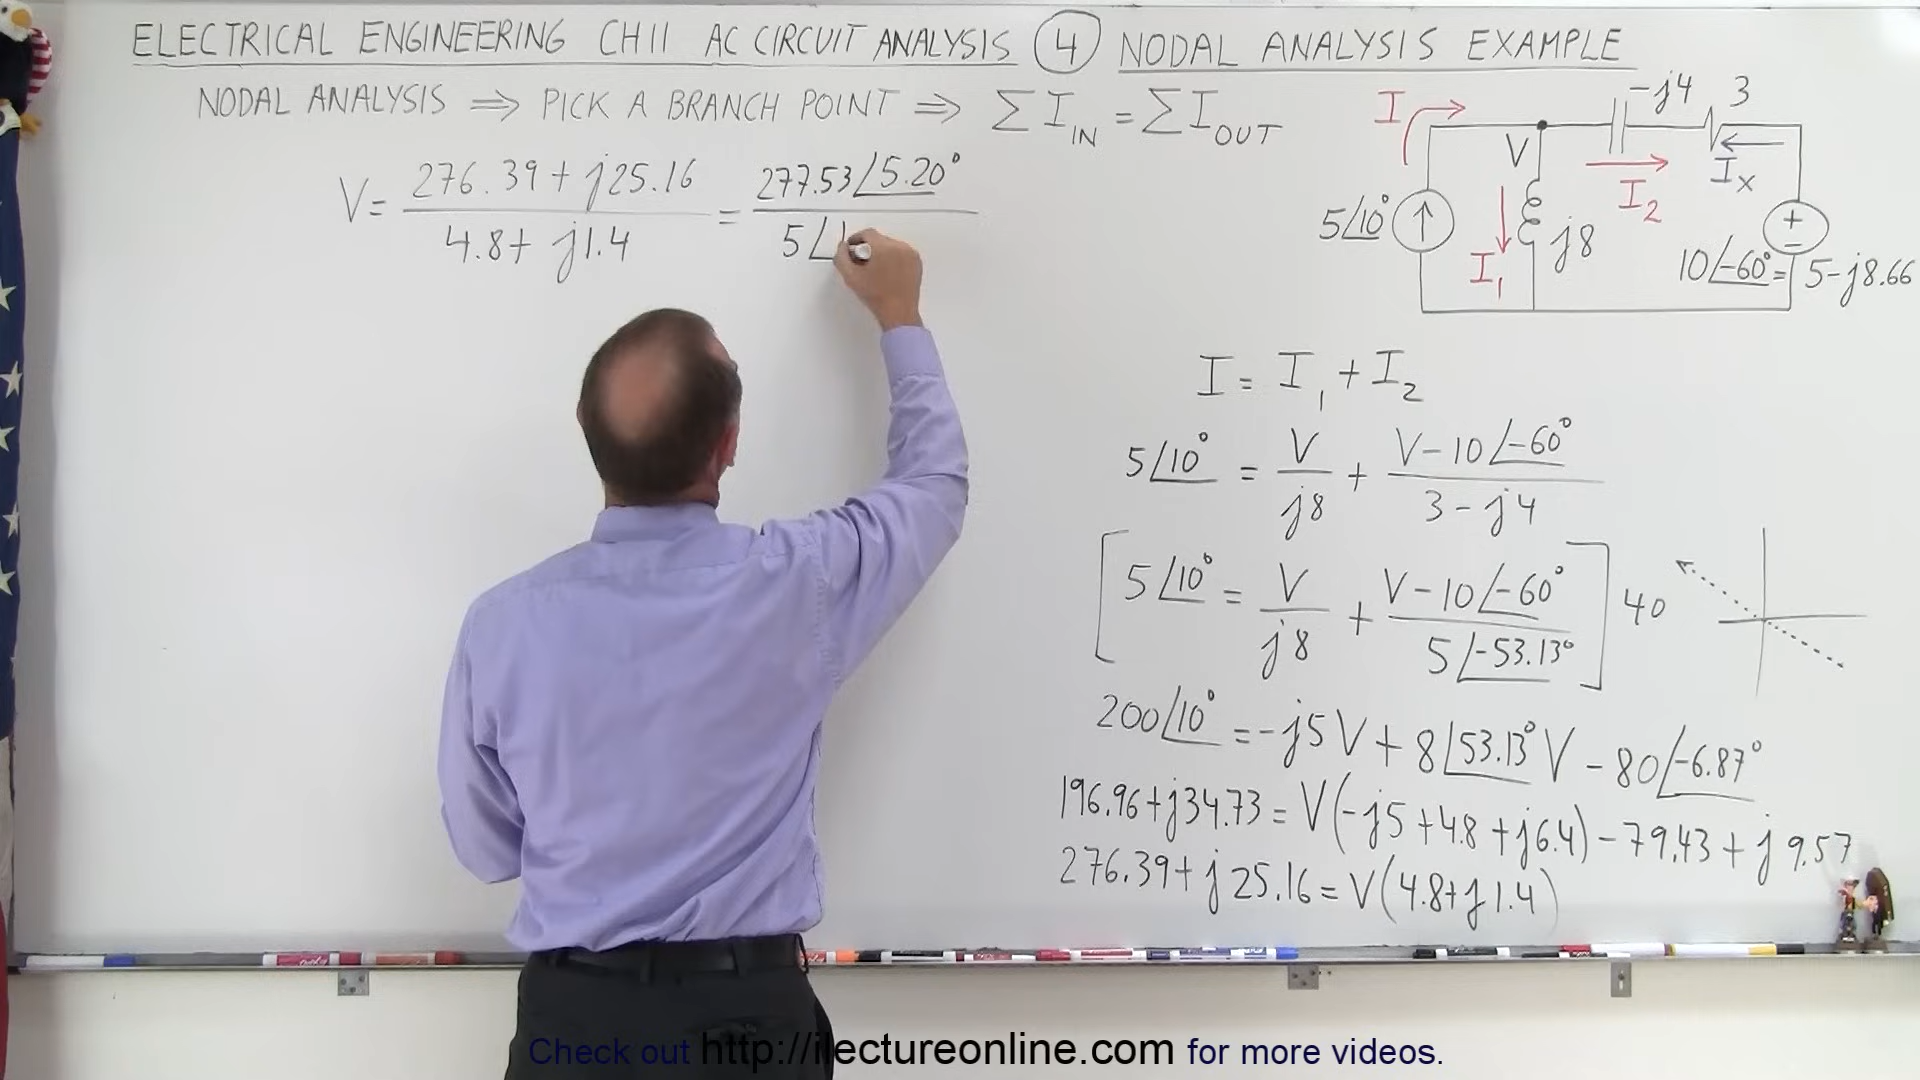 ELECTRICAL ENGINEERING CH11 AC CIRCUIT ANALYSIS 4 NODAL ANALYSIS EXAMPLE
NODAL ANALYSIS ⇒ PICK A BRANCH POINT ⇒ ΣI_IN = ΣI_OUT
V = (276.39 + j25.16)/(4.8 + j1.4) = (277.53∠5.20°)/(5∠1
I
-j4
3
V
I_x
I_2
5∠10°
I_1
j8
+
−
10∠-60° = 5-j8.66
I = I_1 + I_2
5∠10° = V/j8 + (V-10∠-60°)/(3-j4)
[5∠10° = V/j8 + (V-10∠-60°)/(5∠-53.13°)] 40
200∠10° = -j5V + 8∠53.13°V - 80∠-6.87°
196.96+j34.73 = V(-j5+4.8+j6.4) - 79.43 + j9.57
276.39+j25.16 = V(4.8+j1.4)
Check out http://ilectureonline.com for more videos.